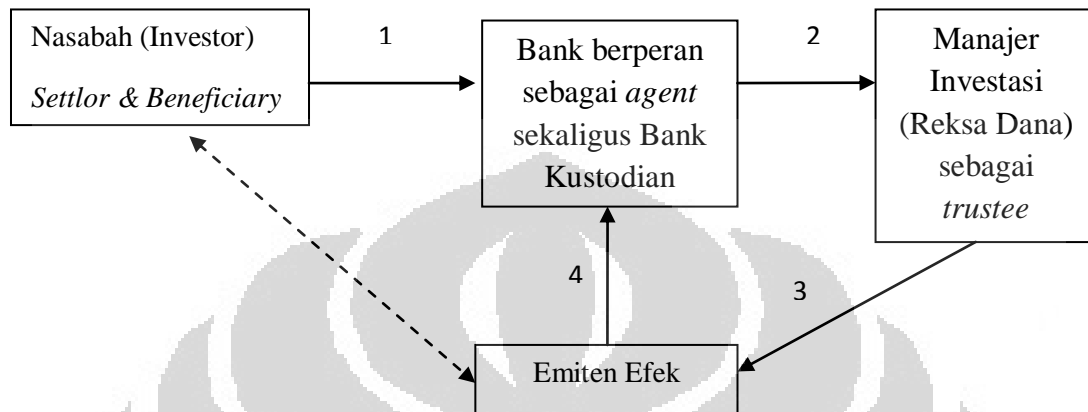 Nasabah (Investor)
Settlor & Beneficiary
1
Bank berperan
sebagai agent
sekaligus Bank
Kustodian
2
Manajer
Investasi
(Reksa Dana)
sebagai
trustee
4
3
Emiten Efek